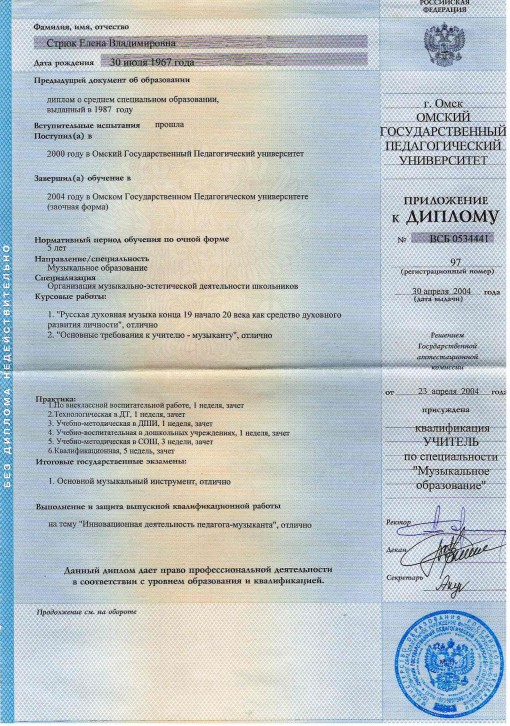 Фамилия, имя, отчество
Стрюк Елена Владимировна
Дата рождения 30 июля 1967 года
Предыдущий документ об образовании
диплом о среднем специальном образовании,
выданный в 1987 году
Вступительные испытания прошла
Поступил(а) в
2000 году в Омский Государственный Педагогический университет
Завершил(а) обучение в
2004 году в Омском Государственном Педагогическом университете
(заочная форма)
Нормативный период обучения по очной форме
5 лет
Направление/специальность
Музыкальное образование
Специализация
Организация музыкально-эстетической деятельности школьников
Курсовые работы:
1. "Русская духовная музыка конца 19 начало 20 века как средство духовного
развития личности", отлично
2. "Основные требования к учителю - музыканту", отлично
Практика:
1.По внеклассной воспитательной работе, 1 неделя, зачет
2.Технологическая в ДТ, 1 неделя, зачет
3. Учебно-методическая в ДШИ, 1 неделя, зачет
4. Учебно-воспитательная в дошкольных учреждениях, 1 неделя, зачет
5. Учебно-методическая в СОШ, 3 недели, зачет
6.Квалификационная, 5 недель, зачет
Итоговые государственные экзамены:
1. Основной музыкальный инструмент, отлично
Выполнение и защита выпускной квалификационной работы
на тему "Инновационная деятельность педагога-музыканта", отлично
Данный диплом дает право профессиональной деятельности
в соответствии с уровнем образования и квалификацией.
Продолжение см. на обороте
БЕЗ ДИПЛОМА НЕДЕЙСТВИТЕЛЬНО
РОССИЙСКАЯ
ФЕДЕРАЦИЯ
г. Омск
ОМСКИЙ
ГОСУДАРСТВЕННЫЙ
ПЕДАГОГИЧЕСКИЙ
УНИВЕРСИТЕТ
ПРИЛОЖЕНИЕ
к ДИПЛОМУ
№ ВСБ 0534441
97
(регистрационный номер)
30 апреля 2004 года
(дата выдачи)
Решением
Государственной
аттестационной
комиссии
от 23 апреля 2004 года
присуждена
квалификация
УЧИТЕЛЬ
по специальности
"Музыкальное
образование"
Ректор
Декан
Секретарь